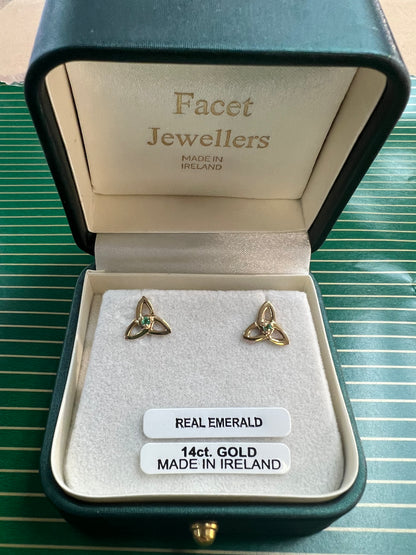 Facet
Jewellers
MADE IN
IRELAND
REAL EMERALD
14ct. GOLD
MADE IN IRELAND